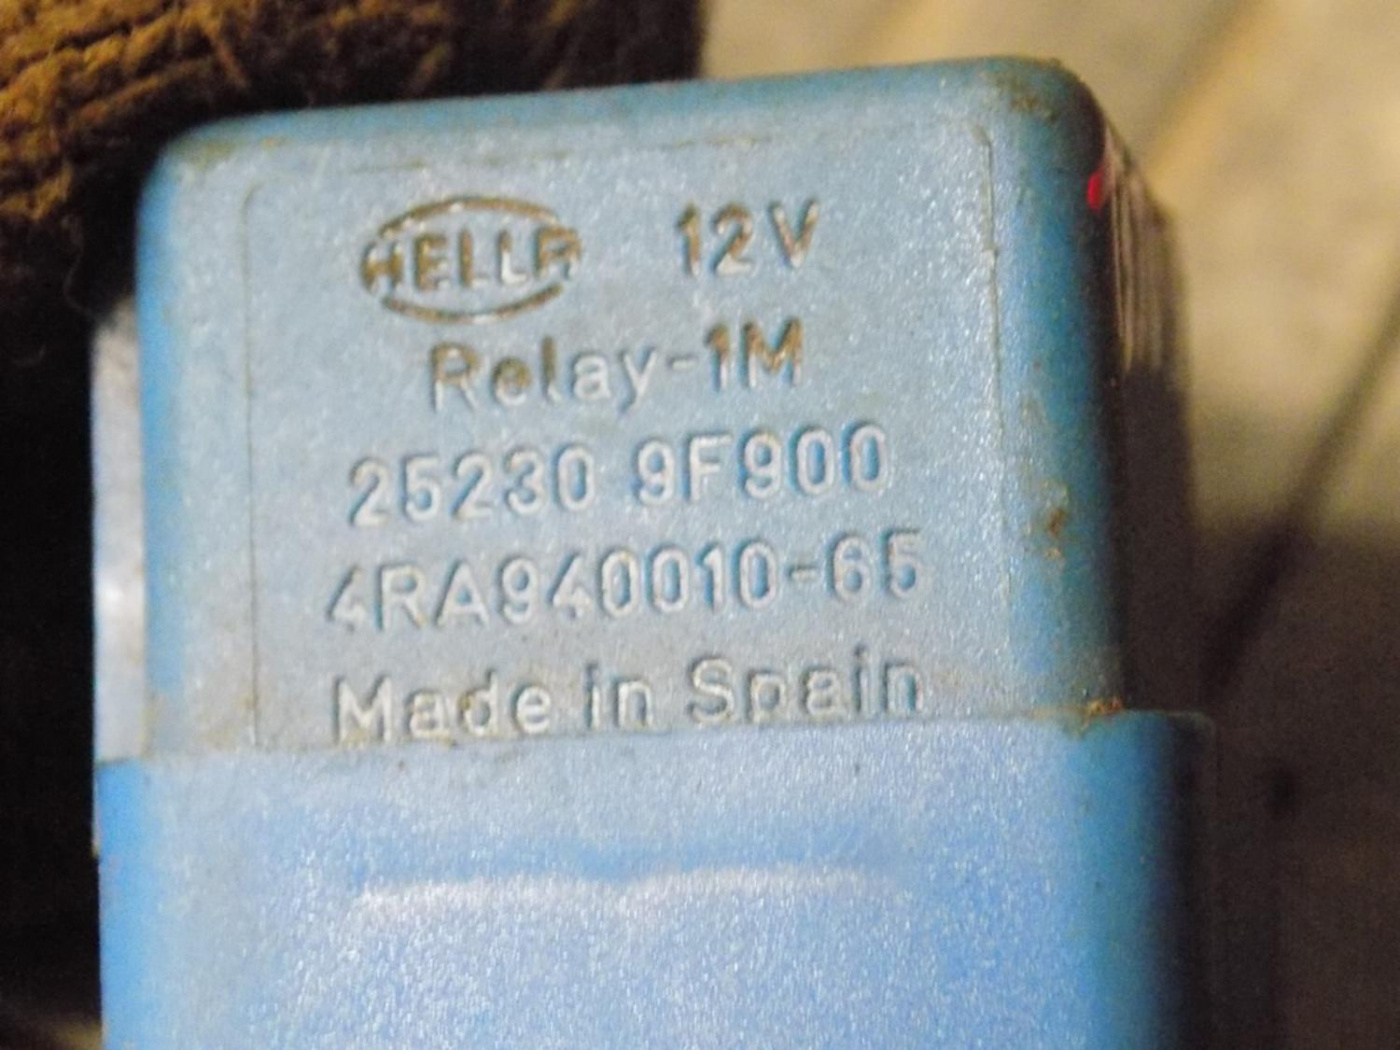 HELLA 12V
Relay-1M
25230 9F900
4RA940010-65
Made in Spain